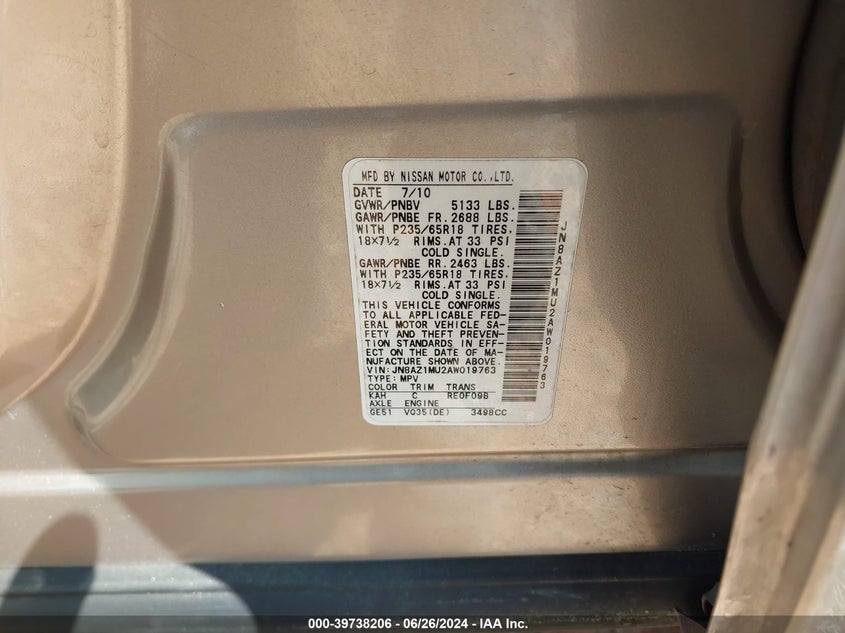 MFD BY NISSAN MOTOR CO.,LTD.
DATE 7/10
GVWR/PNBV 5133 LBS.
GAWR/PNBE FR. 2688 LBS.
WITH P235/65R18 TIRES.
18×7½ RIMS.AT 33 PSI
COLD SINGLE.
GAWR/PNBE RR. 2463 LBS.
WITH P235/65R18 TIRES.
18×7½ RIMS.AT 33 PSI
COLD SINGLE.
THIS VEHICLE CONFORMS
TO ALL APPLICABLE FED-
ERAL MOTOR VEHICLE SA-
FETY AND THEFT PREVEN-
TION STANDARDS IN EFF-
ECT ON THE DATE OF MA-
NUFACTURE SHOWN ABOVE.
VIN: JN8AZ1MU2AW019763
TYPE: MPV
COLOR TRIM TRANS
KAH C RE0F09B
AXLE ENGINE
GE51 VQ35(DE) 3498CC
JN8AZ1MU2AW019763
000-39738206 - 06/26/2024 - IAA Inc.